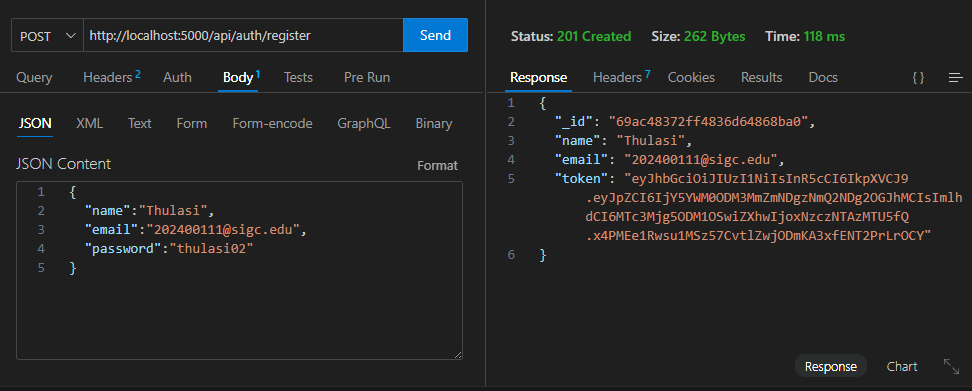 POST http://localhost:5000/api/auth/register Send
Query Headers 2 Auth Body 1 Tests Pre Run
JSON XML Text Form Form-encode GraphQL Binary
JSON Content Format
1 {
2 "name":"Thulasi",
3 "email":"202400111@sigc.edu",
4 "password":"thulasi02"
5 }
Status: 201 Created Size: 262 Bytes Time: 118 ms
Response Headers 7 Cookies Results Docs { }
1 {
2 "_id": "69ac48372ff4836d64868ba0",
3 "name": "Thulasi",
4 "email": "202400111@sigc.edu",
5 "token": "eyJhbGciOiJIUzI1NiIsInR5cCI6IkpXVCJ9
.eyJpZCI6IjY5YWM0ODM3MmZmNDgzNmQ2NDg2OGJhMCIsImlh
dCI6MTc3Mjg5ODM1OSwiZXhwIjoxNzczNTAzMTU5fQ
.x4PMEe1Rwsu1MSz57CvtlZwjODmKA3xfENT2PrLrOCY"
6 }
Response Chart